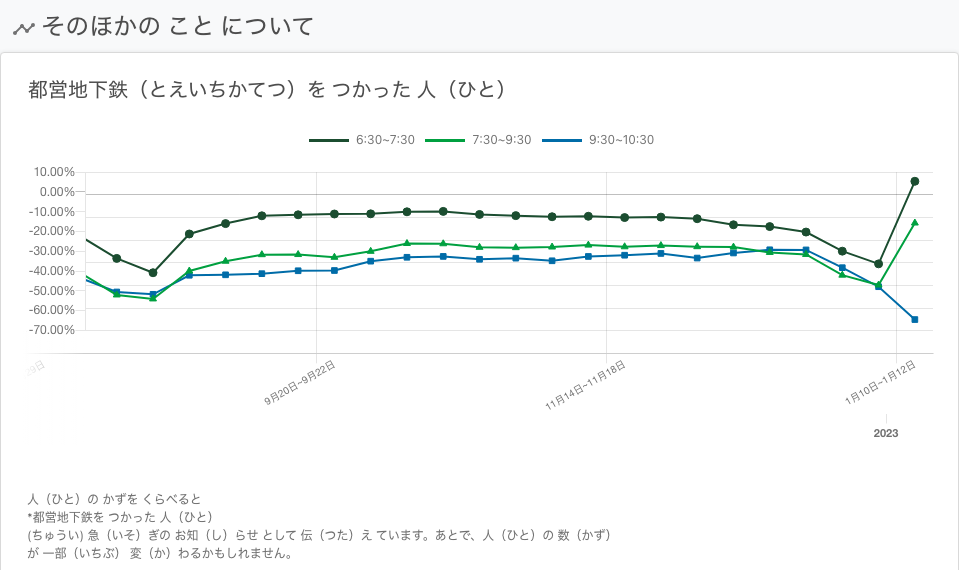 そのほかの こと について
都営地下鉄（とえいちかてつ）を つかった 人（ひと）
6:30~7:30 7:30~9:30 9:30~10:30
10.00%
0.00%
-10.00%
-20.00%
-30.00%
-40.00%
-50.00%
-60.00%
-70.00%
9月20日~9月22日 11月14日~11月18日 1月10日~1月12日
2023
人（ひと）の かずを くらべると
*都営地下鉄を つかった 人（ひと）
(ちゅうい) 急（いそ）ぎの お知（し）らせ として 伝（つた）え ています。あとで、人（ひと）の 数（かず）
が 一部（いちぶ） 変（か）わるかもしれません。